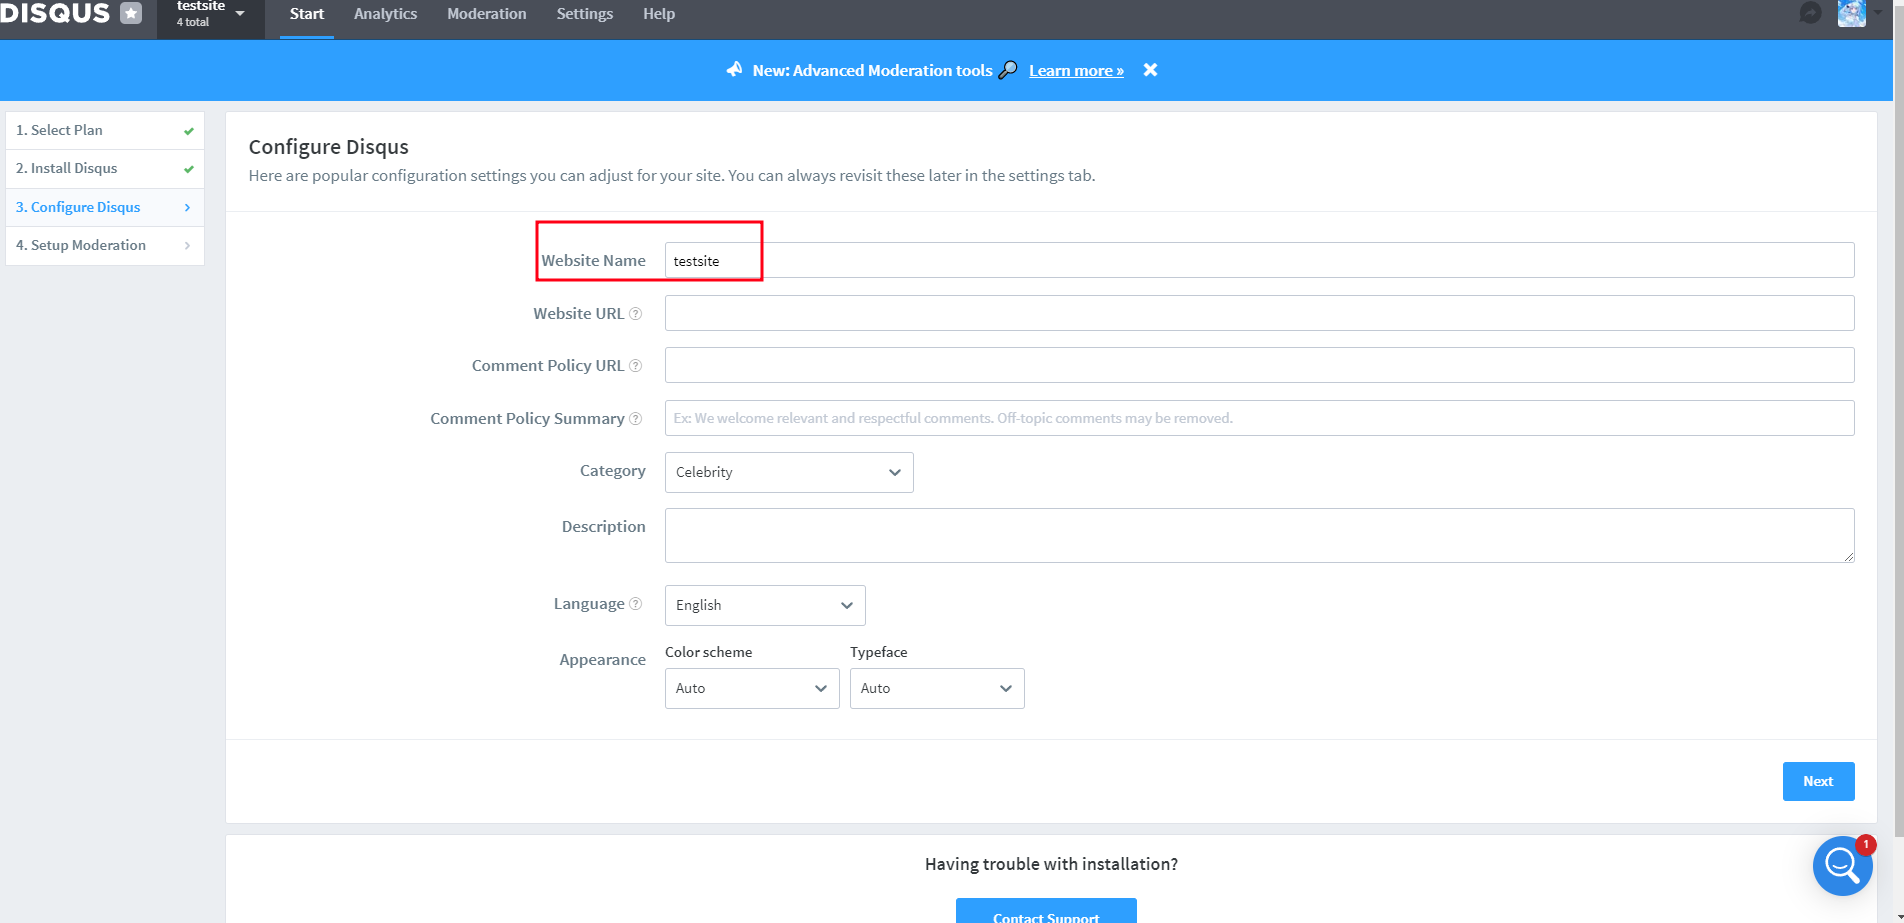 DISQUS
testsite
4 total
Start
Analytics
Moderation
Settings
Help
New: Advanced Moderation tools Learn more »
1. Select Plan
2. Install Disqus
3. Configure Disqus
4. Setup Moderation
Configure Disqus
Here are popular configuration settings you can adjust for your site. You can always revisit these later in the settings tab.
Website Name
testsite
Website URL ?
Comment Policy URL ?
Comment Policy Summary ?
Ex: We welcome relevant and respectful comments. Off-topic comments may be removed.
Category
Celebrity
Description
Language ?
English
Appearance
Color scheme
Typeface
Auto
Auto
Next
Having trouble with installation?
Contact Support
1